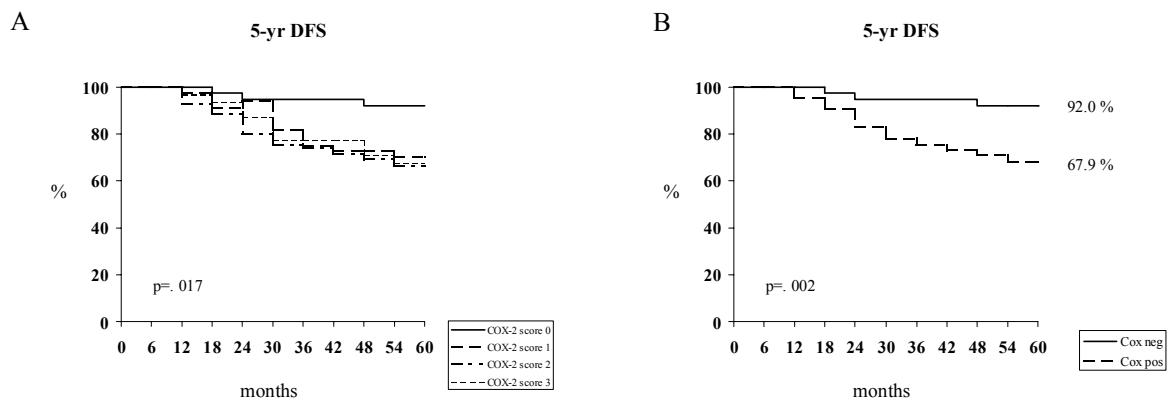 A
5-yr DFS
100
80
60
%
40
20
p=. 017
0
0 6 12 18 24 30 36 42 48 54 60
months
COX-2 score 0
COX-2 score 1
COX-2 score 2
COX-2 score 3
B
5-yr DFS
100
92.0 %
80
67.9 %
60
%
40
20
p=. 002
0
0 6 12 18 24 30 36 42 48 54 60
months
Cox neg
Cox pos